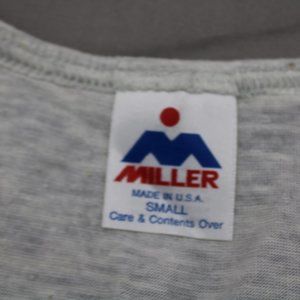 MILLER
MADE IN U.S.A.
SMALL
Care & Contents Over